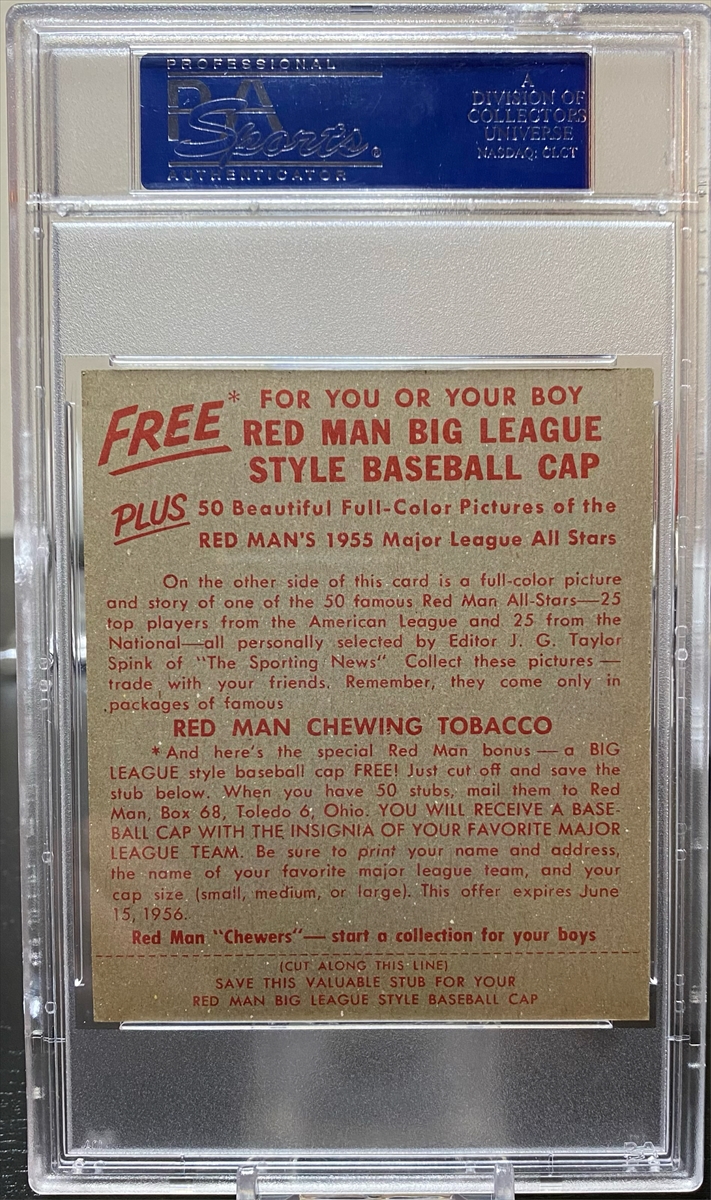 PROFESSIONAL
PSA
Sports®
AUTHENTICATOR
A
DIVISION OF
COLLECTORS
UNIVERSE
NASDAQ: CLCT
FREE* FOR YOU OR YOUR BOY
RED MAN BIG LEAGUE
STYLE BASEBALL CAP
PLUS 50 Beautiful Full-Color Pictures of the
RED MAN'S 1955 Major League All Stars
On the other side of this card is a full-color picture
and story of one of the 50 famous Red Man All-Stars—25
top players from the American League and 25 from the
National—all personally selected by Editor J. G. Taylor
Spink of "The Sporting News" Collect these pictures —
trade with your friends. Remember, they come only in
packages of famous
RED MAN CHEWING TOBACCO
*And here's the special Red Man bonus — a BIG
LEAGUE style baseball cap FREE! Just cut off and save the
stub below. When you have 50 stubs, mail them to Red
Man, Box 68, Toledo 6, Ohio. YOU WILL RECEIVE A BASE-
BALL CAP WITH THE INSIGNIA OF YOUR FAVORITE MAJOR
LEAGUE TEAM. Be sure to print your name and address,
the name of your favorite major league team, and your
cap size (small, medium, or large). This offer expires June
15, 1956.
Red Man "Chewers"— start a collection for your boys
(CUT ALONG THIS LINE)
SAVE THIS VALUABLE STUB FOR YOUR
RED MAN BIG LEAGUE STYLE BASEBALL CAP
PSA